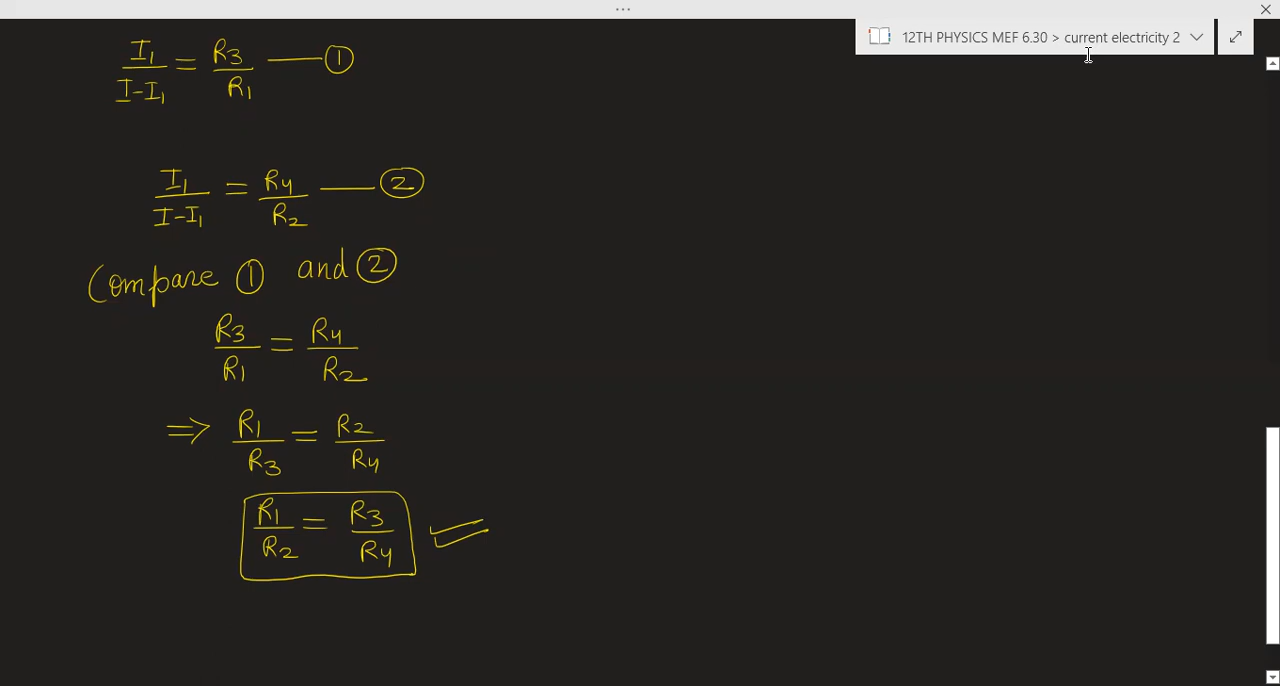 12TH PHYSICS MEF 6.30 > current electricity 2
I1/(I-I1) = R3/R1 —— ①
I1/(I-I1) = R4/R2 —— ②
Compare ① and ②
R3/R1 = R4/R2
⇒ R1/R3 = R2/R4
R1/R2 = R3/R4